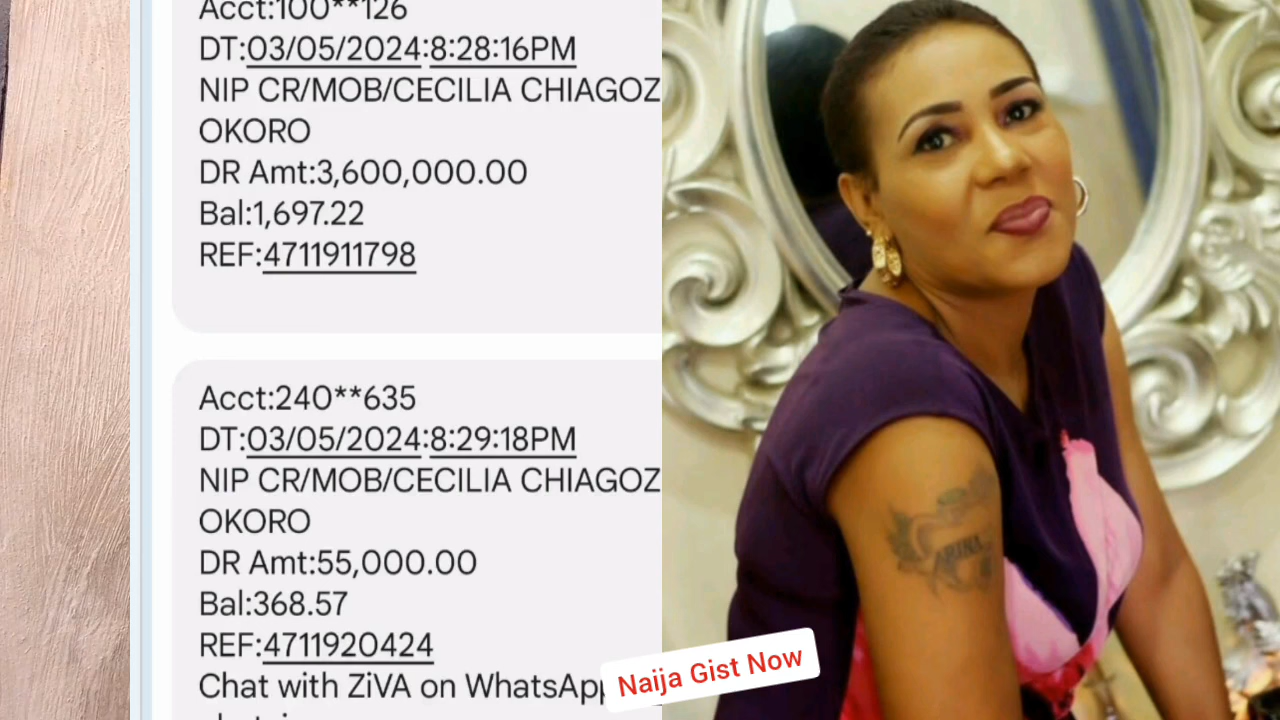 Acct:100**126
DT:03/05/2024:8:28:16PM
NIP CR/MOB/CECILIA CHIAGOZ
OKORO
DR Amt:3,600,000.00
Bal:1,697.22
REF:4711911798
Acct:240**635
DT:03/05/2024:8:29:18PM
NIP CR/MOB/CECILIA CHIAGOZ
OKORO
DR Amt:55,000.00
Bal:368.57
REF:4711920424
Chat with ZiVA on WhatsApp
Naija Gist Now
ARINA